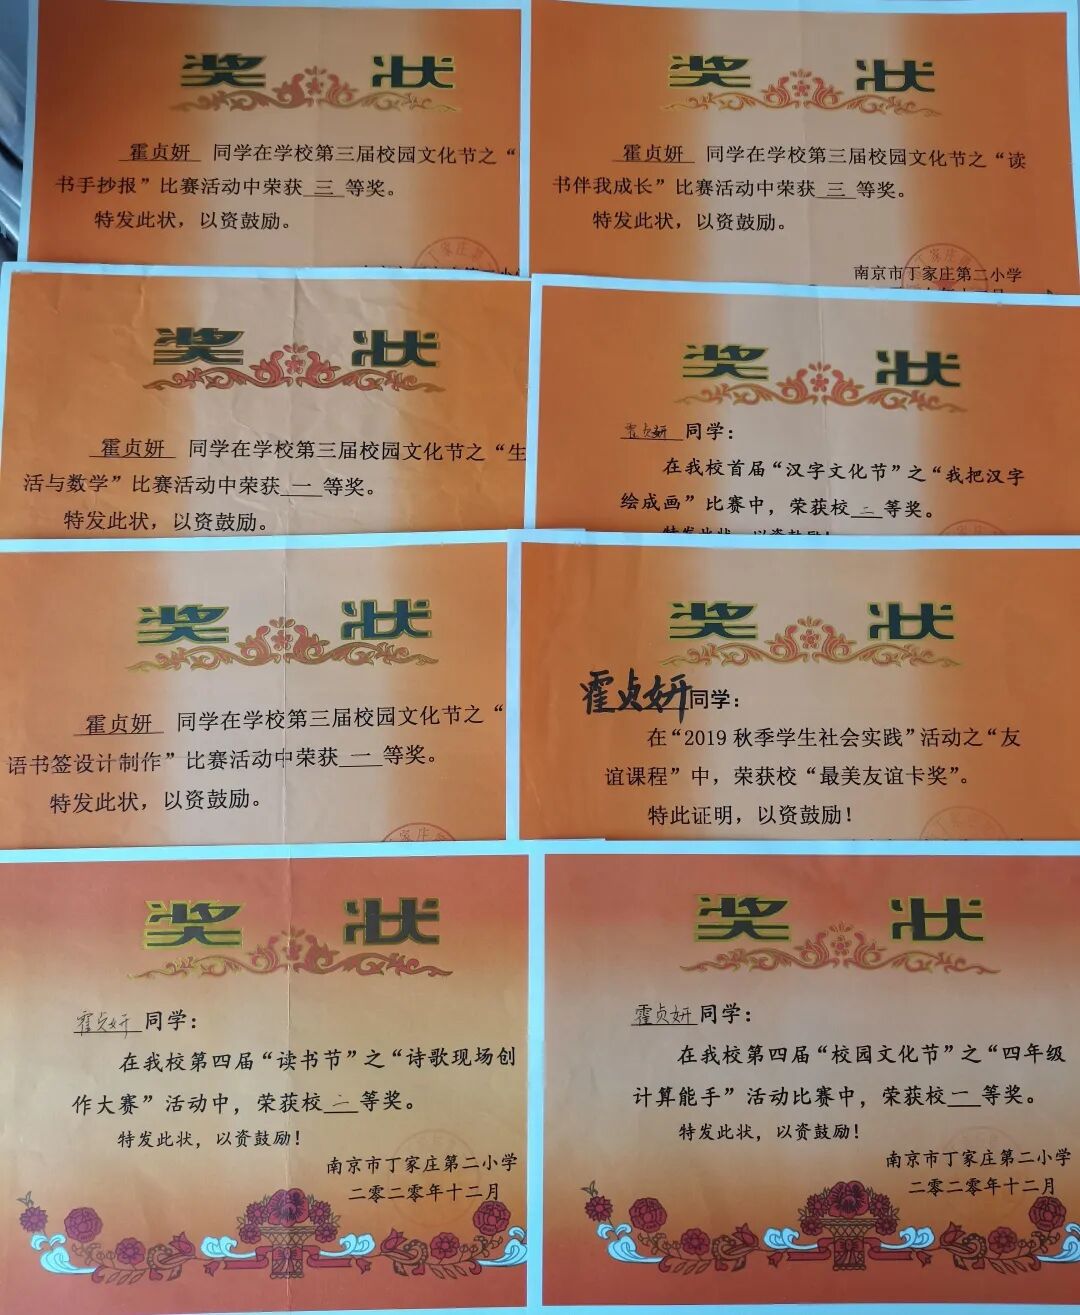 奖 状
霍贞妍 同学在学校第三届校园文化节之“
书手抄报”比赛活动中荣获 三 等奖。
特发此状，以资鼓励。
奖 状
霍贞妍 同学在学校第三届校园文化节之“读
书伴我成长”比赛活动中荣获 三 等奖。
特发此状，以资鼓励。
南京市丁家庄第二小学
奖 状
霍贞妍 同学在学校第三届校园文化节之“生
活与数学”比赛活动中荣获 一 等奖。
特发此状，以资鼓励。
奖 状
霍贞妍 同学：
在我校首届“汉字文化节”之“我把汉字
绘成画”比赛中，荣获校 二 等奖。
特发此状，以资鼓励！
奖 状
霍贞妍 同学在学校第三届校园文化节之“
语书签设计制作”比赛活动中荣获 一 等奖。
特发此状，以资鼓励。
奖 状
霍贞妍同学：
在“2019 秋季学生社会实践”活动之“友
谊课程”中，荣获校“最美友谊卡奖”。
特此证明，以资鼓励！
奖 状
霍贞妍 同学：
在我校第四届“读书节”之“诗歌现场创
作大赛”活动中，荣获校 二 等奖。
特发此状，以资鼓励！
南京市丁家庄第二小学
二零二零年十二月
奖 状
霍贞妍 同学：
在我校第四届“校园文化节”之“四年级
计算能手”活动比赛中，荣获校 一 等奖。
特发此状，以资鼓励！
南京市丁家庄第二小学
二零二零年十二月